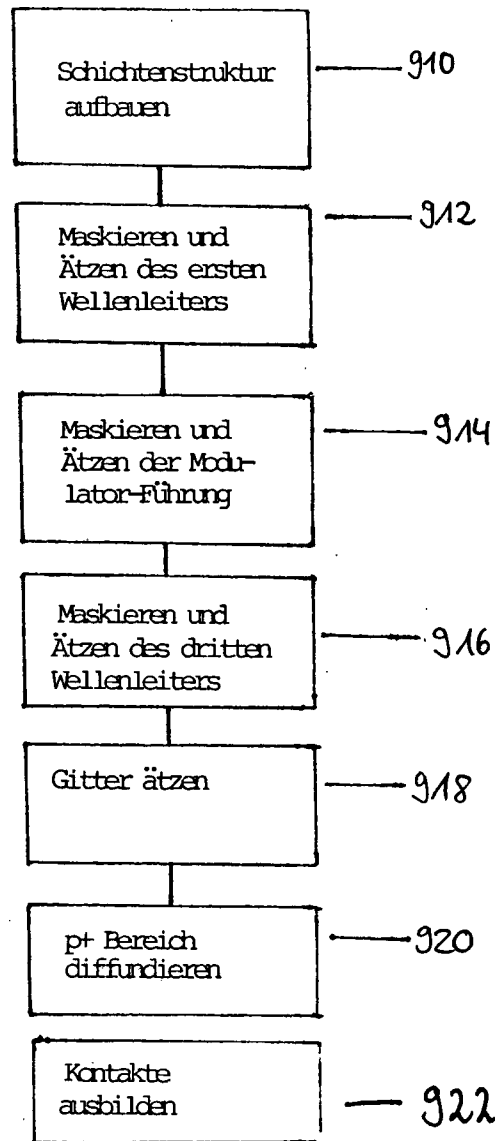 Schichtenstruktur
aufbauen
910
Maskieren und
Ätzen des ersten
Wellenleiters
912
Maskieren und
Ätzen der Modu-
lator-Führung
914
Maskieren und
Ätzen des dritten
Wellenleiters
916
Gitter ätzen
918
p+ Bereich
diffundieren
920
Kontakte
ausbilden
922